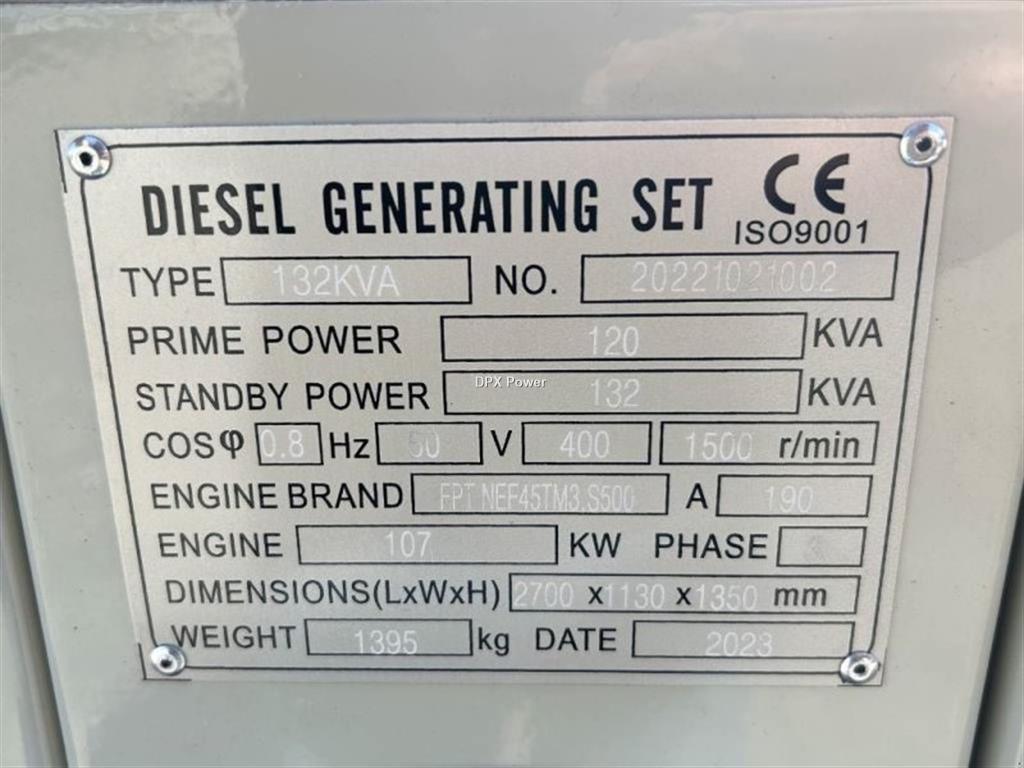 DIESEL GENERATING SET CE
ISO9001
TYPE 132KVA NO. 20221021002
PRIME POWER 120 KVA
DPX Power
STANDBY POWER 132 KVA
COSφ 0.8 Hz 50 V 400 1500 r/min
ENGINE BRAND FPT NEF45TM3.S500 A 190
ENGINE 107 KW PHASE
DIMENSIONS(LxWxH) 2700 x1130 x1350 mm
WEIGHT 1395 kg DATE 2023